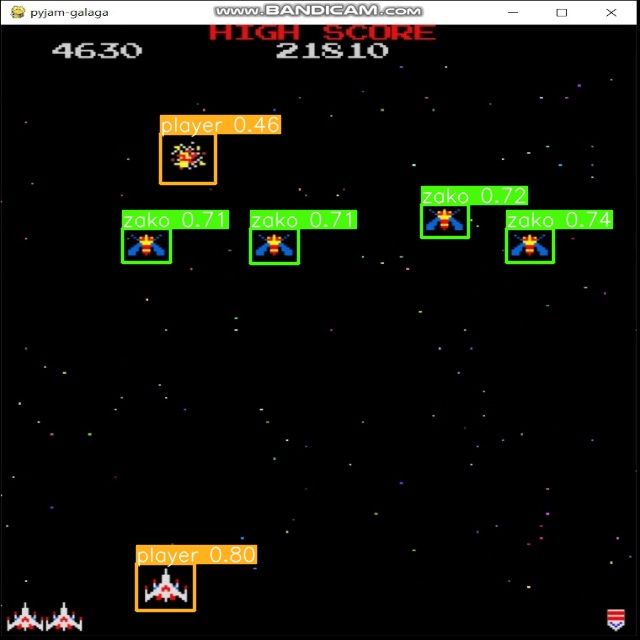 pyjam-galaga
www.BANDICAM.com
HIGH SCORE
4630 21810
player 0.46
zako 0.72
zako 0.71 zako 0.71 zako 0.74
player 0.80